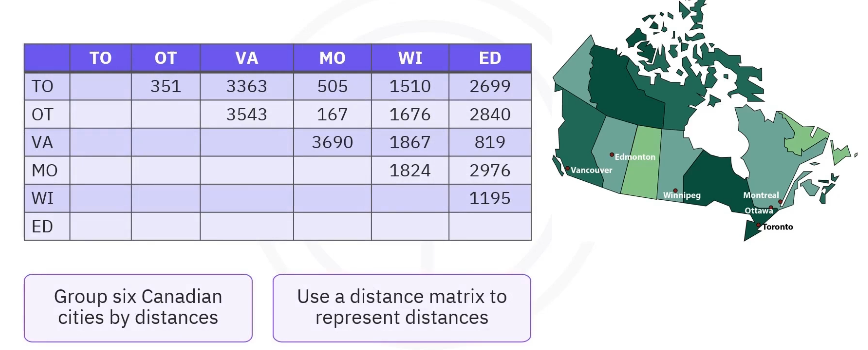 TO OT VA MO WI ED
TO 351 3363 505 1510 2699
OT 3543 167 1676 2840
VA 3690 1867 819
MO 1824 2976
WI 1195
ED
Edmonton
Vancouver
Winnipeg
Montreal
Ottawa
Toronto
Group six Canadian
cities by distances
Use a distance matrix to
represent distances